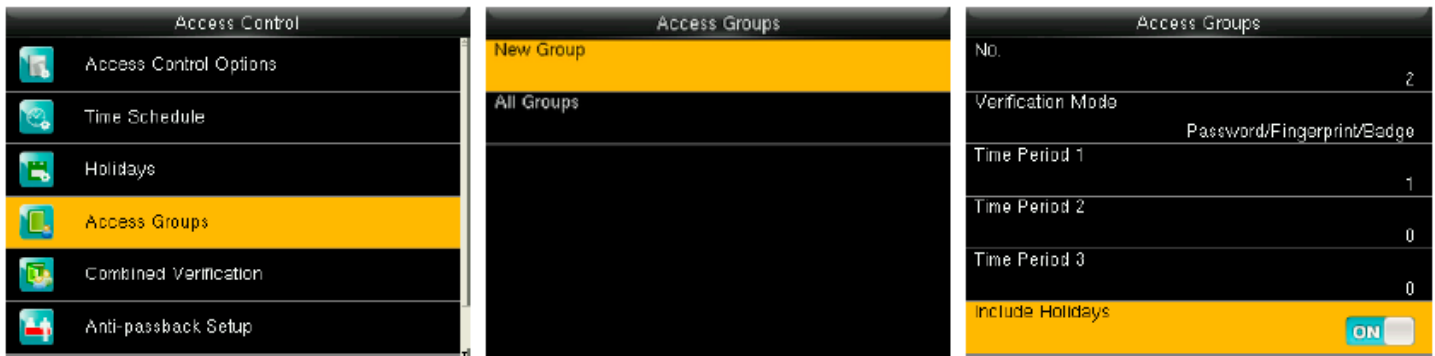 Access Control
Access Control Options
Time Schedule
Holidays
Access Groups
Combined Verification
Anti-passback Setup
Access Groups
New Group
All Groups
Access Groups
No.
2
Verification Mode
Password/Fingerprint/Badge
Time Period 1
1
Time Period 2
0
Time Period 3
0
Include Holidays
ON